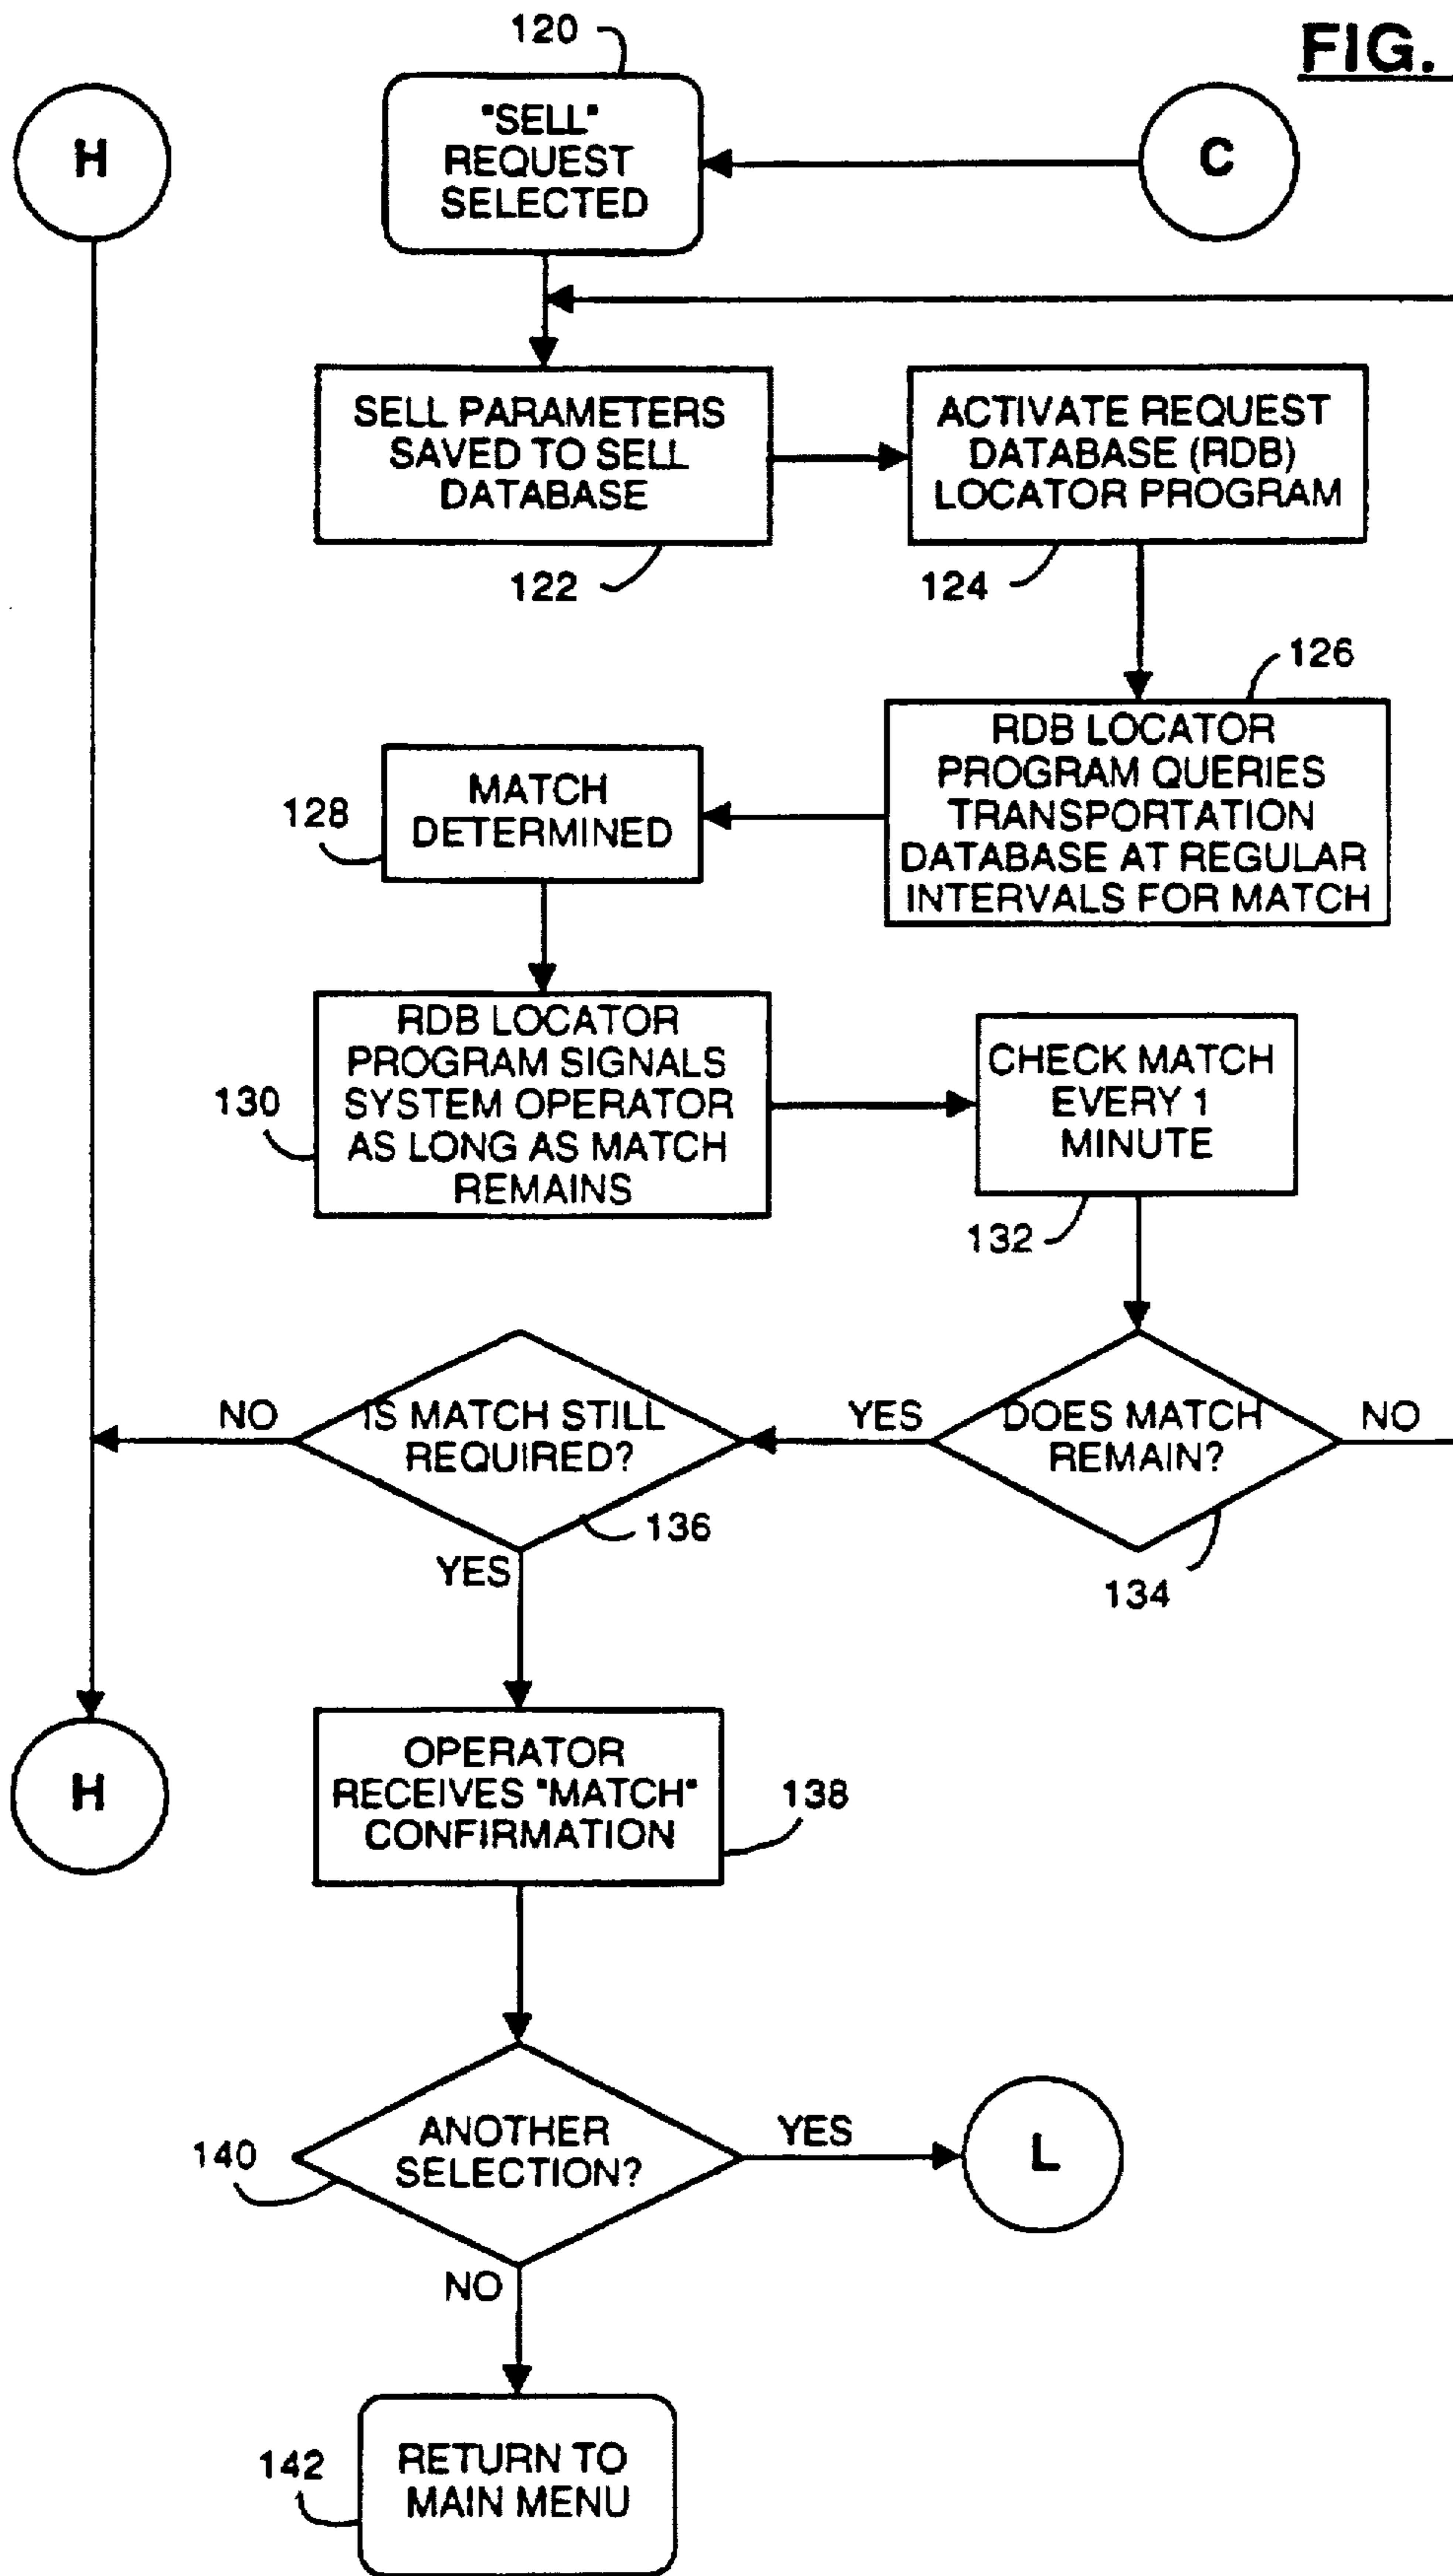 120
FIG.
H
"SELL"
REQUEST
SELECTED
C
SELL PARAMETERS
SAVED TO SELL
DATABASE
122
ACTIVATE REQUEST
DATABASE (RDB)
LOCATOR PROGRAM
124
126
RDB LOCATOR
PROGRAM QUERIES
TRANSPORTATION
DATABASE AT REGULAR
INTERVALS FOR MATCH
128
MATCH
DETERMINED
130
RDB LOCATOR
PROGRAM SIGNALS
SYSTEM OPERATOR
AS LONG AS MATCH
REMAINS
CHECK MATCH
EVERY 1
MINUTE
132
DOES MATCH
REMAIN?
NO
134
YES
IS MATCH STILL
REQUIRED?
NO
136
YES
H
OPERATOR
RECEIVES "MATCH"
CONFIRMATION
138
140
ANOTHER
SELECTION?
YES
L
NO
142
RETURN TO
MAIN MENU